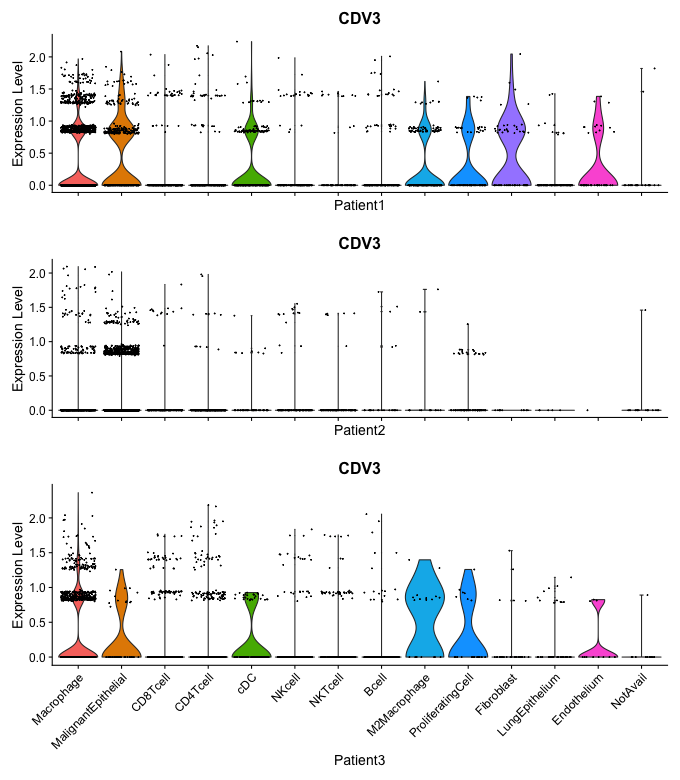 CDV3
Expression Level
2.0
1.5
1.0
0.5
0.0
Patient1
CDV3
Expression Level
2.0
1.5
1.0
0.5
0.0
Patient2
CDV3
Expression Level
2.0
1.5
1.0
0.5
0.0
Macrophage
MalignantEpithelial
CD8Tcell
CD4Tcell
cDC
NKcell
NKTcell
Bcell
M2Macrophage
ProliferatingCell
Fibroblast
LungEpithelium
Endothelium
NotAvail
Patient3